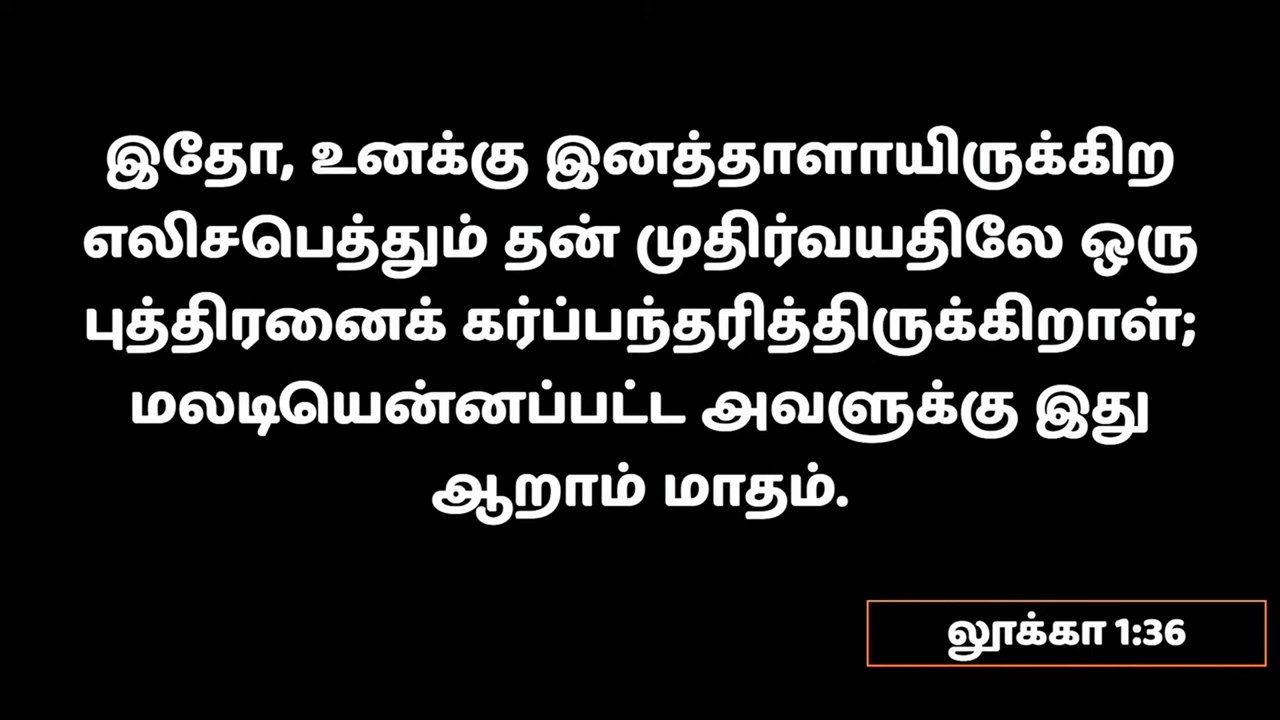 இதோ, உனக்கு இனத்தாளாயிருக்கிற
எலிசபெத்தும் தன் முதிர்வயதிலே ஒரு
புத்திரனைக் கர்ப்பந்தரித்திருக்கிறாள்;
மலடியென்னப்பட்ட அவளுக்கு இது
ஆறாம் மாதம்.
லூக்கா 1:36